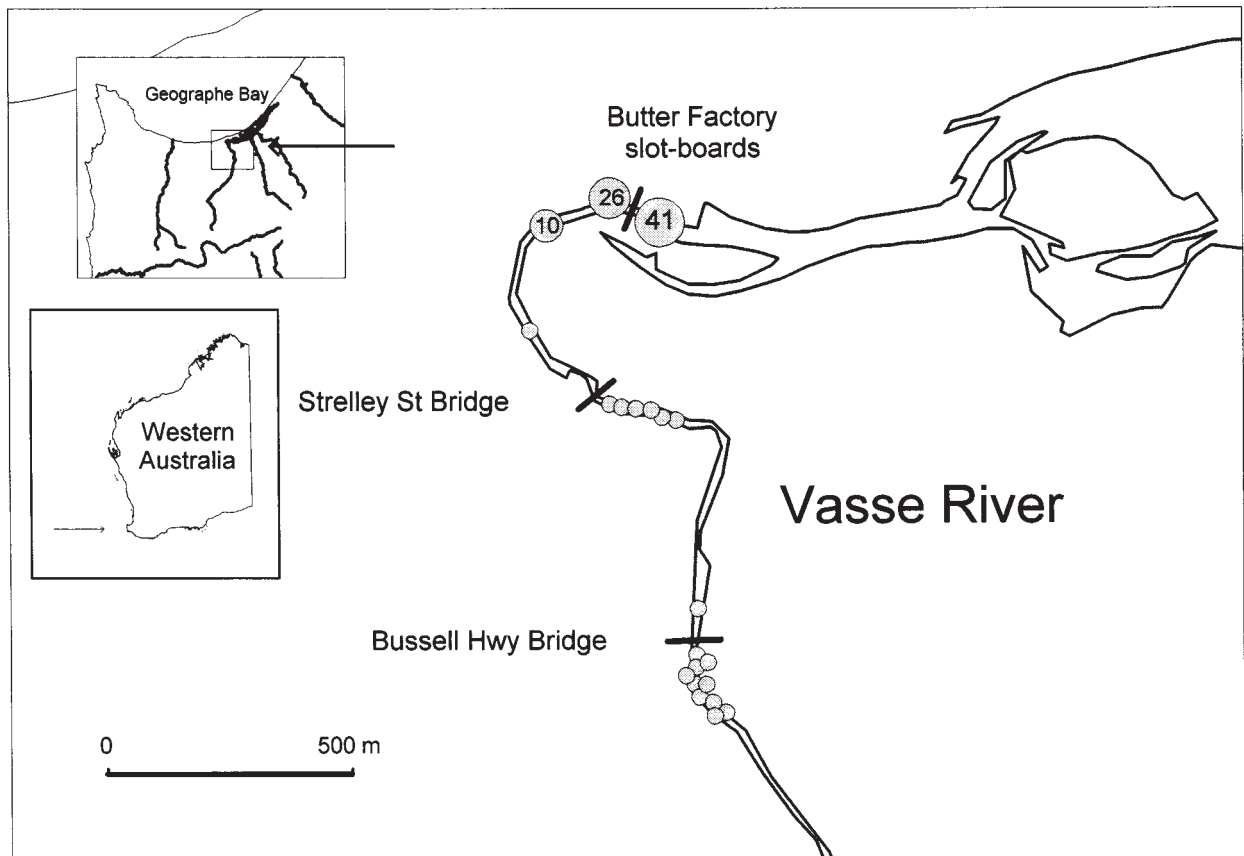 Geographe Bay
Butter Factory
slot-boards
26
10
41
Strelley St Bridge
Western
Australia
Vasse River
Bussell Hwy Bridge
0
500 m